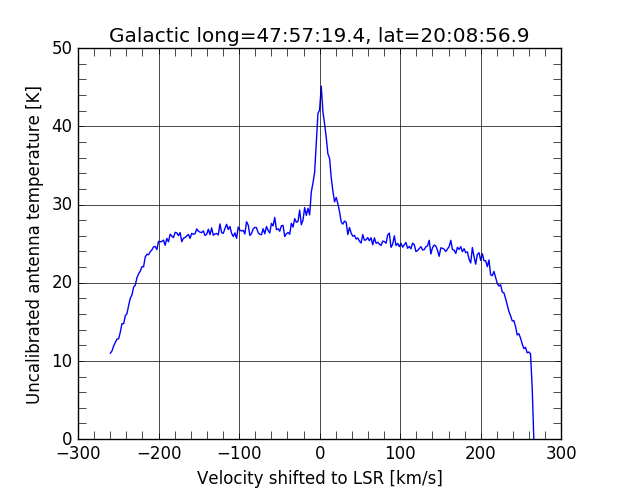 Galactic long=47:57:19.4, lat=20:08:56.9
50
40
30
20
10
0
Uncalibrated antenna temperature [K]
−300 −200 −100 0 100 200 300
Velocity shifted to LSR [km/s]